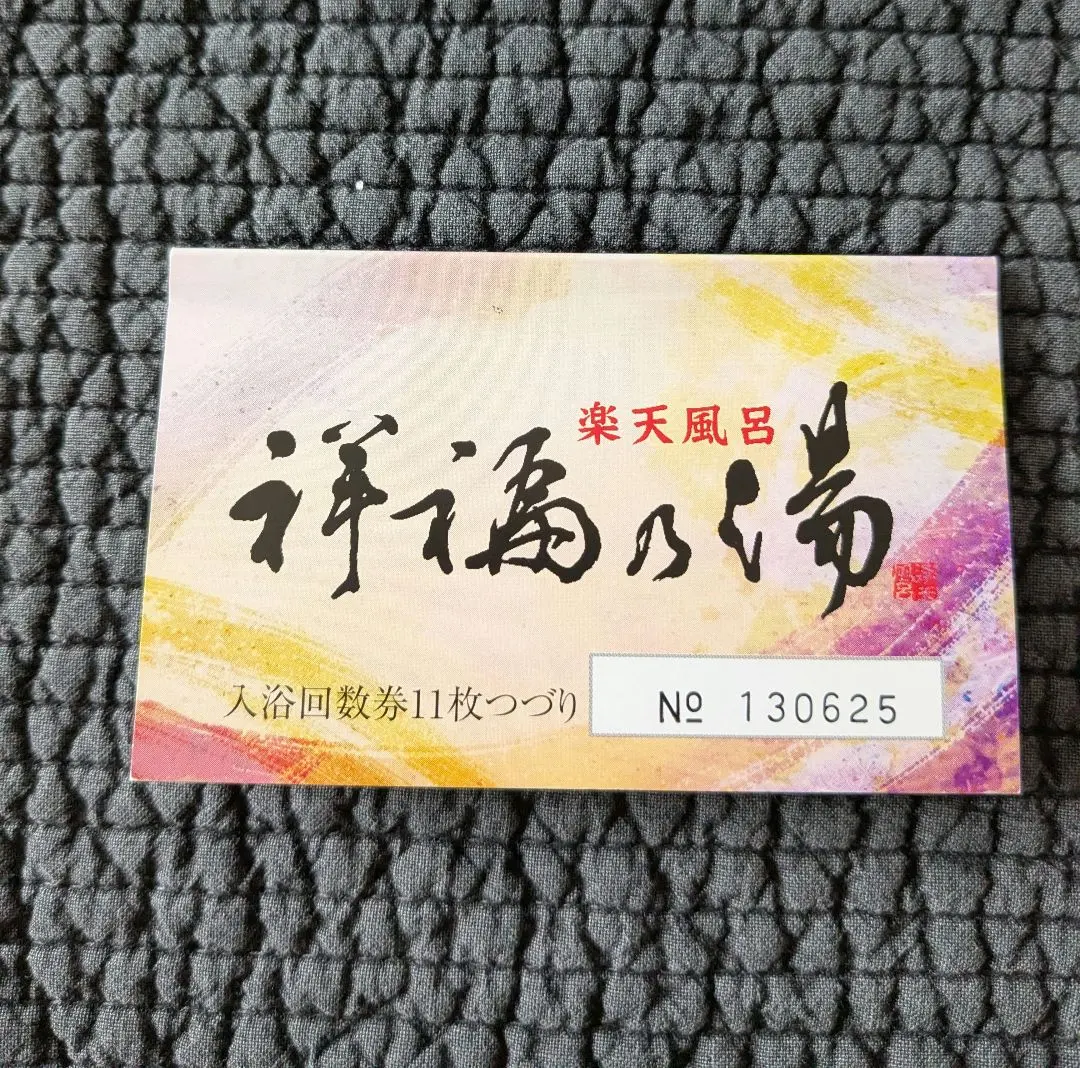 楽天風呂
祥福乃湯
入浴回数券11枚つづり
№ 130625